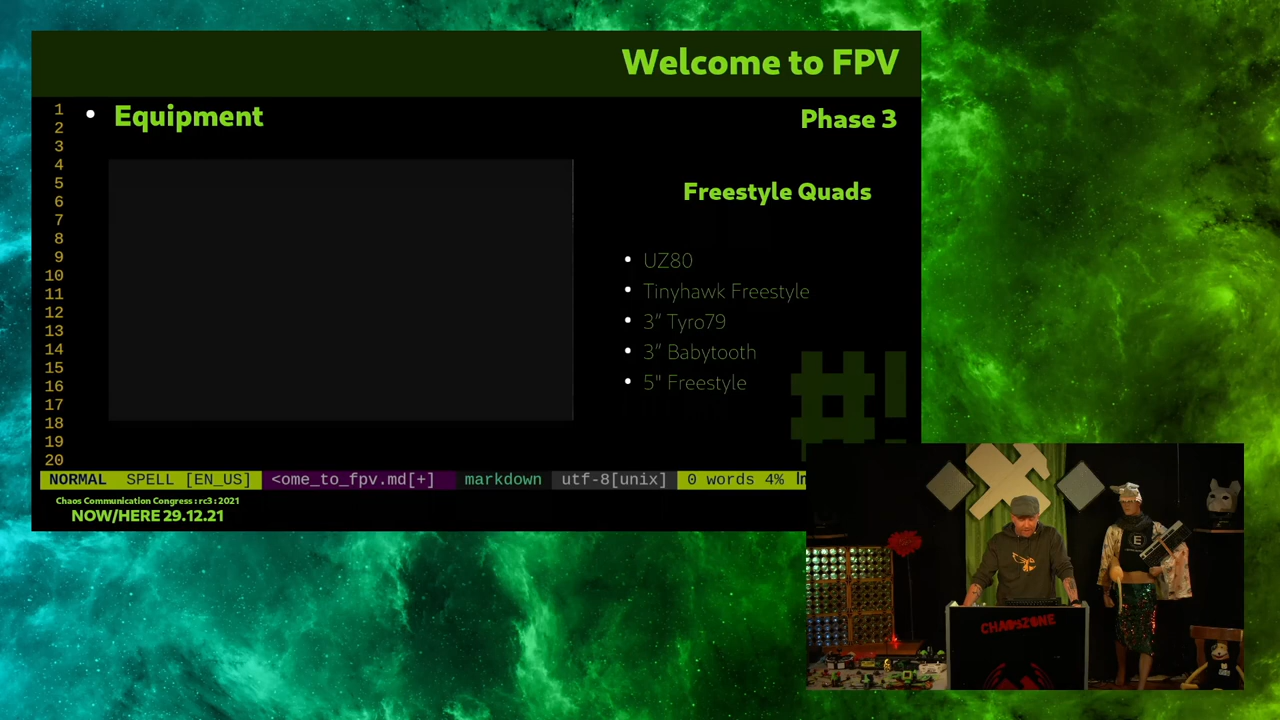 Welcome to FPV
Equipment
Phase 3
Freestyle Quads
UZ80
Tinyhawk Freestyle
3” Tyro79
3” Babytooth
5" Freestyle
#!
1
2
3
4
5
6
7
8
9
10
11
12
13
14
15
16
17
18
19
20
NORMAL SPELL [EN_US] <ome_to_fpv.md[+] markdown utf-8[unix] 0 words 4% ln
Chaos Communication Congress : rc3 : 2021
NOW/HERE 29.12.21
E
CHAOSZONE